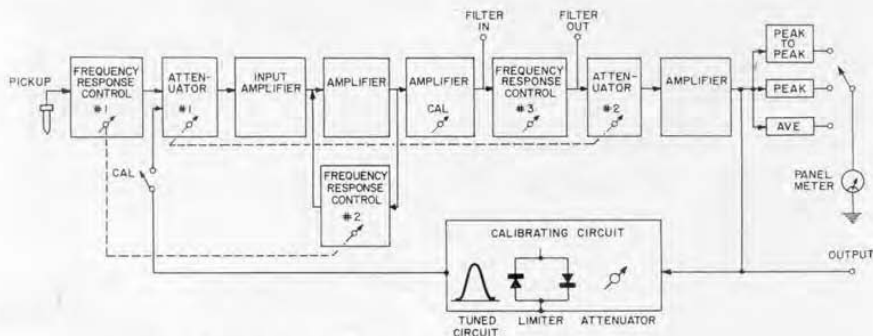 FILTER
IN
FILTER
OUT
PICKUP
FREQUENCY
RESPONSE
CONTROL
#1
ATTEN-
UATOR
#1
INPUT
AMPLIFIER
AMPLIFIER
AMPLIFIER
CAL
FREQUENCY
RESPONSE
CONTROL
#3
ATTEN-
UATOR
#2
AMPLIFIER
PEAK
TO
PEAK
PEAK
AVE
CAL
FREQUENCY
RESPONSE
CONTROL
#2
PANEL
METER
CALIBRATING CIRCUIT
OUTPUT
TUNED
CIRCUIT
LIMITER
ATTENUATOR